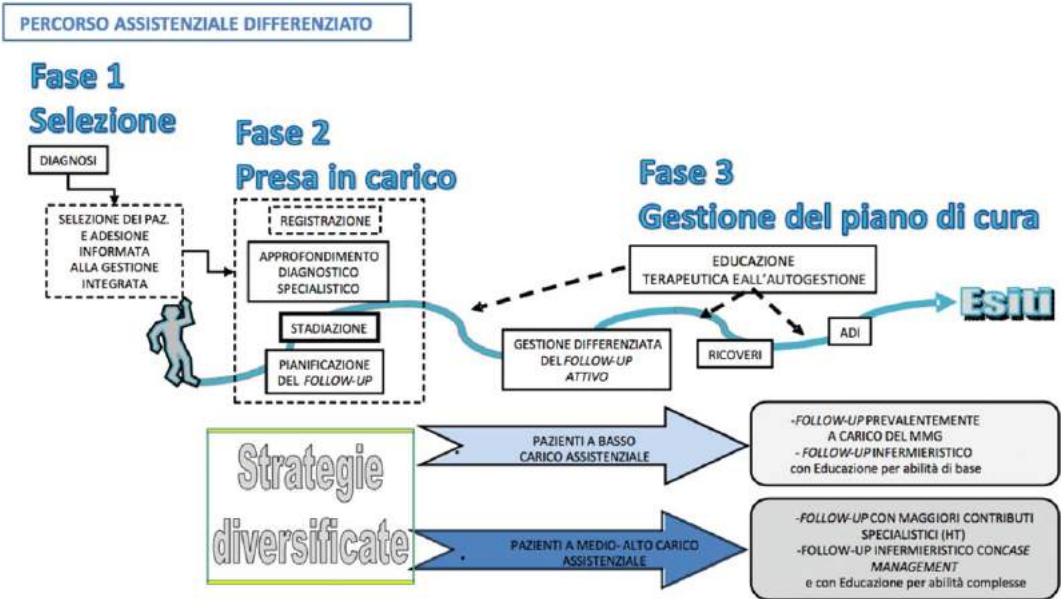 PERCORSO ASSISTENZIALE DIFFERENZIATO
Fase 1
Selezione
DIAGNOSI
SELEZIONE DEI PAZ.
E ADESIONE
INFORMATA
ALLA GESTIONE
INTEGRATA
Fase 2
Presa in carico
REGISTRAZIONE
APPROFONDIMENTO
DIAGNOSTICO
SPECIALISTICO
STADIAZIONE
PIANIFICAZIONE
DEL FOLLOW-UP
Fase 3
Gestione del piano di cura
EDUCAZIONE
TERAPEUTICA EALL'AUTOGESTIONE
GESTIONE DIFFERENZIATA
DEL FOLLOW-UP
ATTIVO
RICOVERI
ADI
Esiti
Strategie
diversificate
PAZIENTI A BASSO
CARICO ASSISTENZIALE
-FOLLOW-UP PREVALENTEMENTE
A CARICO DEL MMG
- FOLLOW-UP INFERMIERISTICO
con Educazione per abilità di base
PAZIENTI A MEDIO- ALTO CARICO
ASSISTENZIALE
-FOLLOW-UP CON MAGGIORI CONTRIBUTI
SPECIALISTICI (HT)
-FOLLOW-UP INFERMIERISTICO CONCASE
MANAGEMENT
e con Educazione per abilità complesse